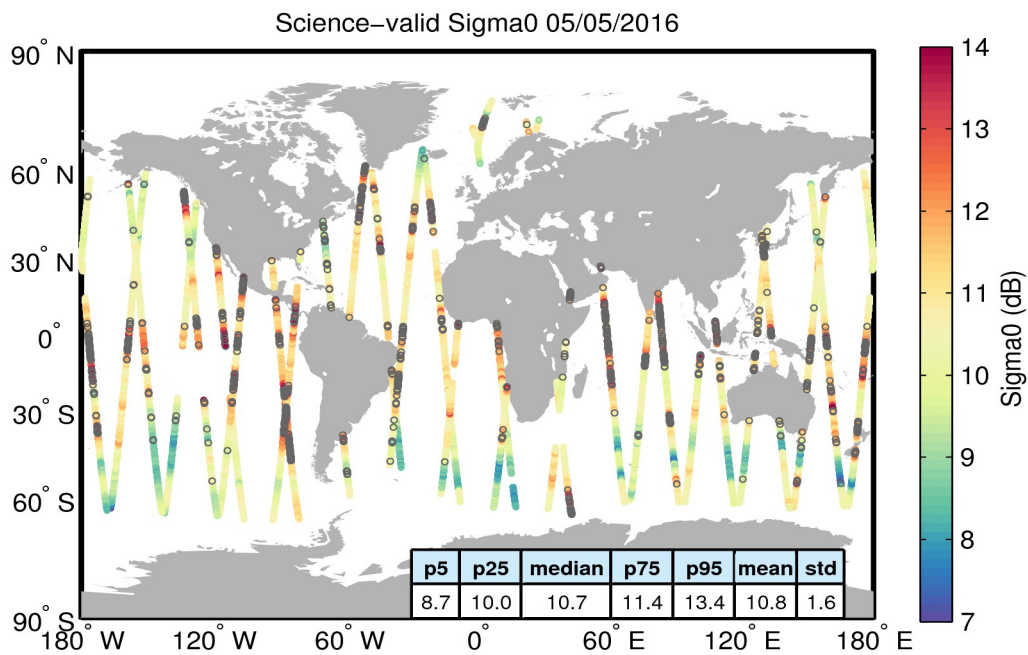 Science−valid Sigma0 05/05/2016
90° N
60° N
30° N
0°
30° S
60° S
90° S
180° W
120° W
60° W
0°
60° E
120° E
180° E
p5 p25 median p75 p95 mean std
8.7 10.0 10.7 11.4 13.4 10.8 1.6
14
13
12
11
10
9
8
7
Sigma0 (dB)